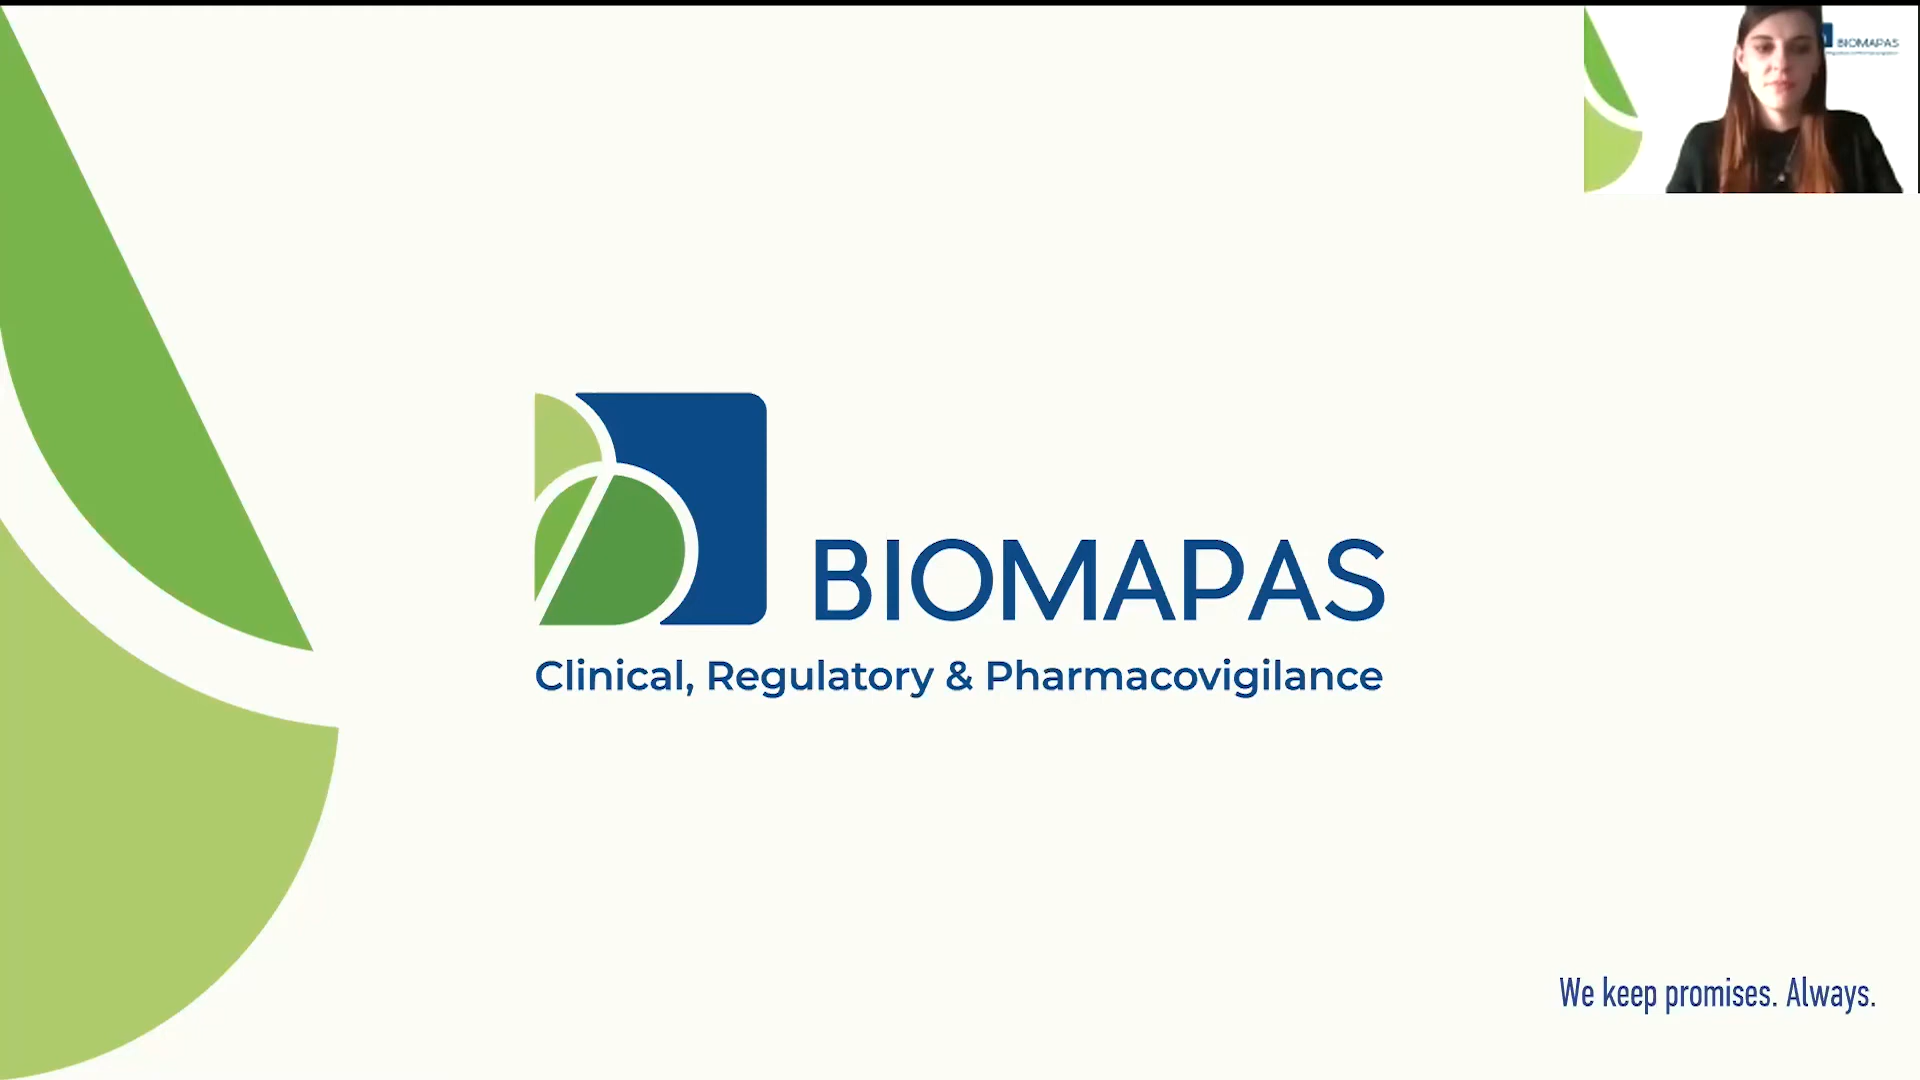 BIOMAPAS
BIOMAPAS
Clinical, Regulatory & Pharmacovigilance
We keep promises. Always.